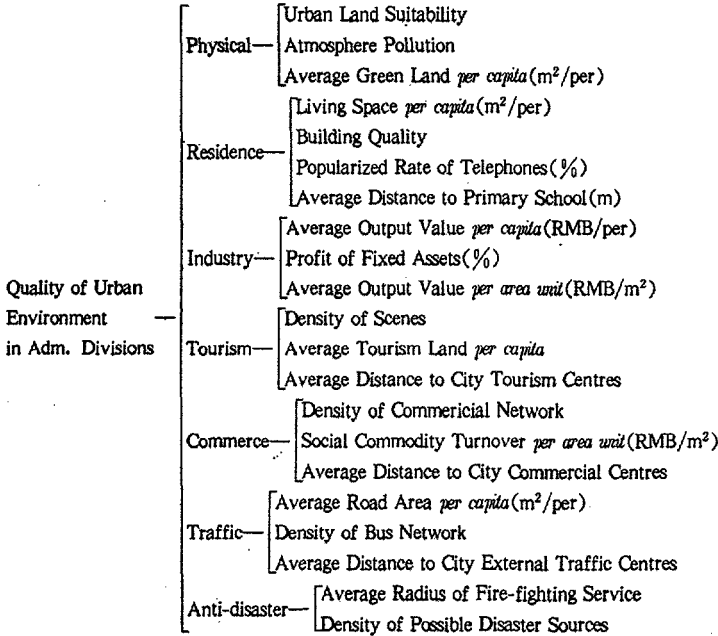 Urban Land Suitability
Physical—
Atmosphere Pollution
Average Green Land per capita(m²/per)
Living Space per capita(m²/per)
Building Quality
Residence—
Popularized Rate of Telephones(%)
Average Distance to Primary School(m)
Average Output Value per capita(RMB/per)
Industry—
Profit of Fixed Assets(%)
Average Output Value per area unit(RMB/m²)
Quality of Urban
Environment —
in Adm. Divisions
Density of Scenes
Tourism—
Average Tourism Land per capita
Average Distance to City Tourism Centres
Density of Commericial Network
Commerce—
Social Commodity Turnover per area unit(RMB/m²)
Average Distance to City Commercial Centres
Average Road Area per capita(m²/per)
Traffic—
Density of Bus Network
Average Distance to City External Traffic Centres
Anti-disaster—
Average Radius of Fire-fighting Service
Density of Possible Disaster Sources